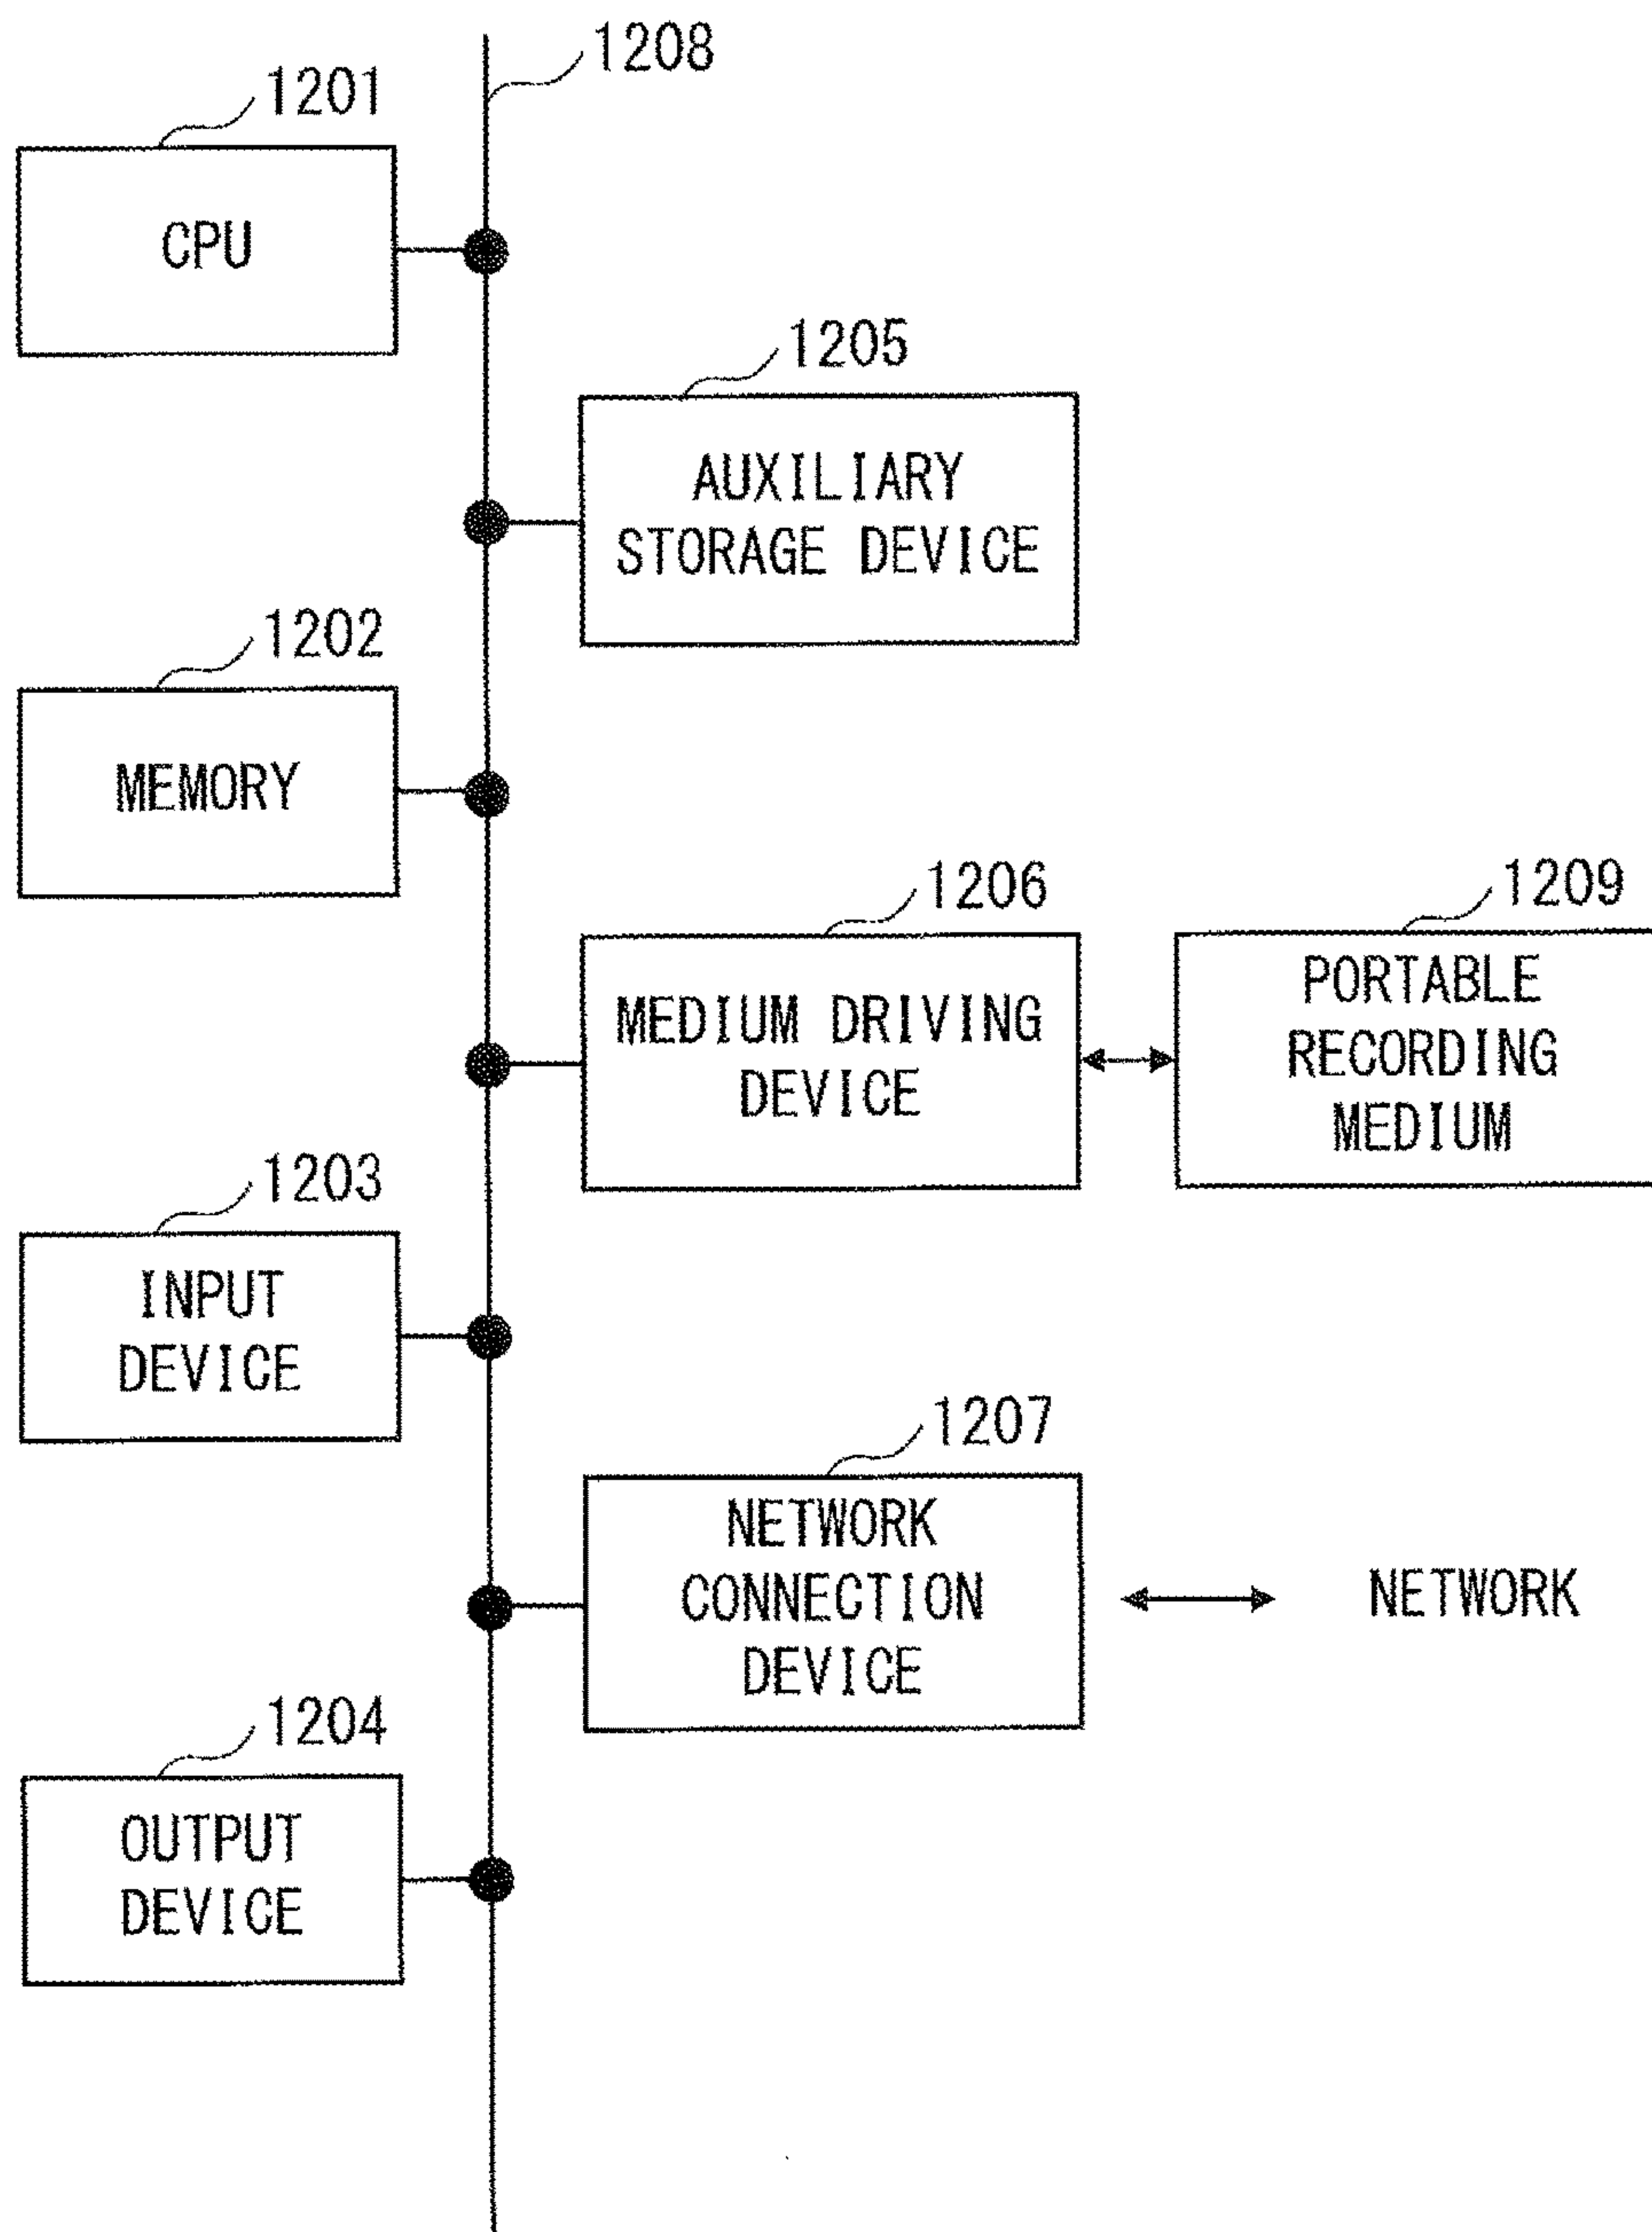 1208
1201
CPU
1205
AUXILIARY
STORAGE DEVICE
1202
MEMORY
1206
MEDIUM DRIVING
DEVICE
1209
PORTABLE
RECORDING
MEDIUM
1203
INPUT
DEVICE
1207
NETWORK
CONNECTION
DEVICE
NETWORK
1204
OUTPUT
DEVICE